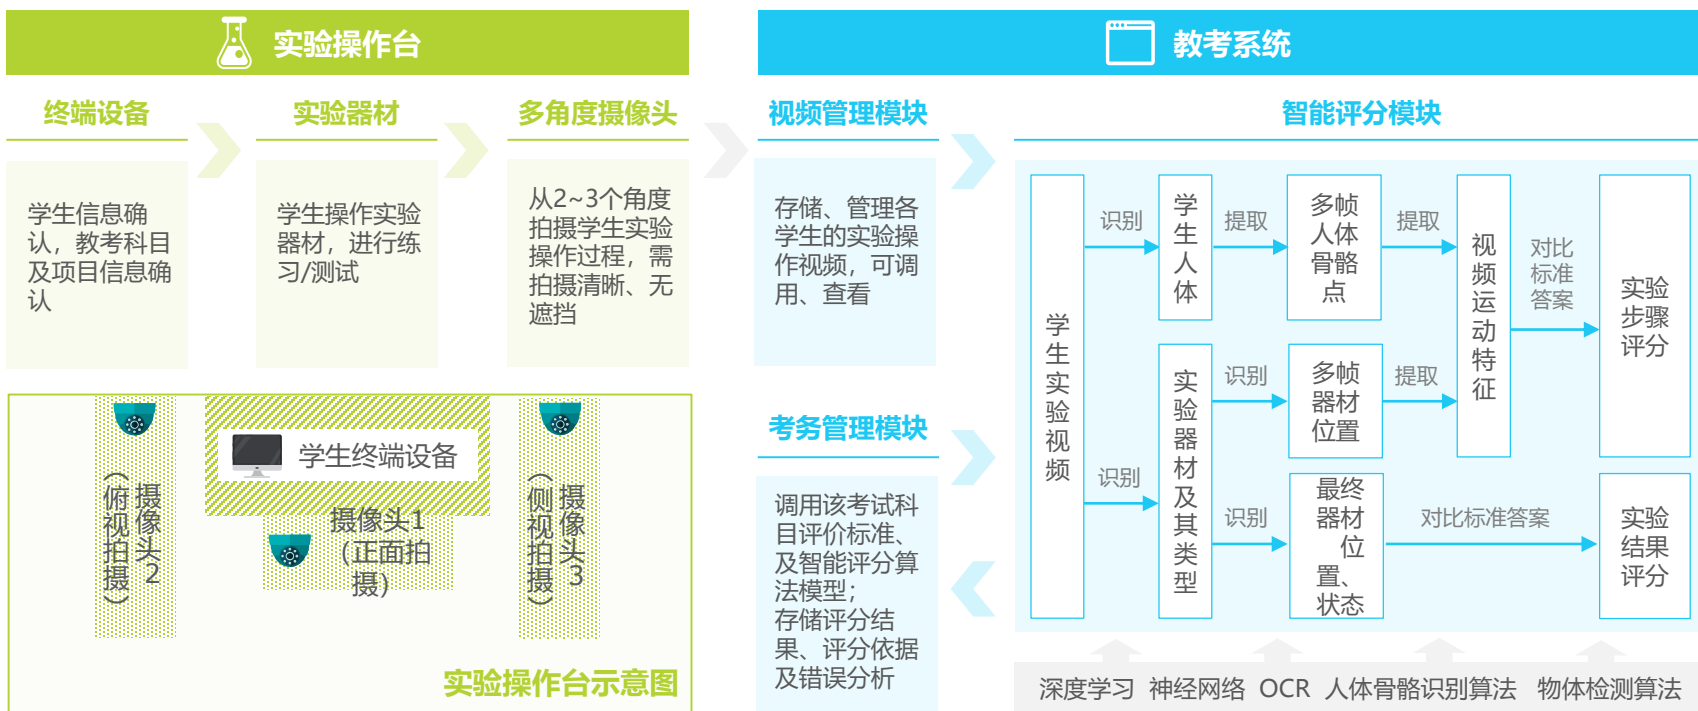 实验操作台
教考系统
终端设备
实验器材
多角度摄像头
视频管理模块
智能评分模块
学生信息确
认，教考科目
及项目信息确
认
学生操作实验
器材，进行练
习/测试
从2~3个角度
拍摄学生实验
操作过程，需
拍摄清晰、无
遮挡
存储、管理各
学生的实验操
作视频，可调
用、查看
考务管理模块
调用该考试科
目评价标准、
及智能评分算
法模型；
存储评分结
果、评分依据
及错误分析
学生实验视频
识别
学生人体
提取
多帧
人体
骨骼
点
提取
视频运动特征
对比
标准
答案
实验
步骤
评分
识别
实验器材及其类型
识别
多帧
器材
位置
提取
识别
最终
器材
位
置、
状态
对比标准答案
实验
结果
评分
深度学习
神经网络
OCR
人体骨骼识别算法
物体检测算法
摄像头2
（俯视拍摄）
学生终端设备
摄像头1
（正面拍
摄）
摄像头3
（侧视拍摄）
实验操作台示意图